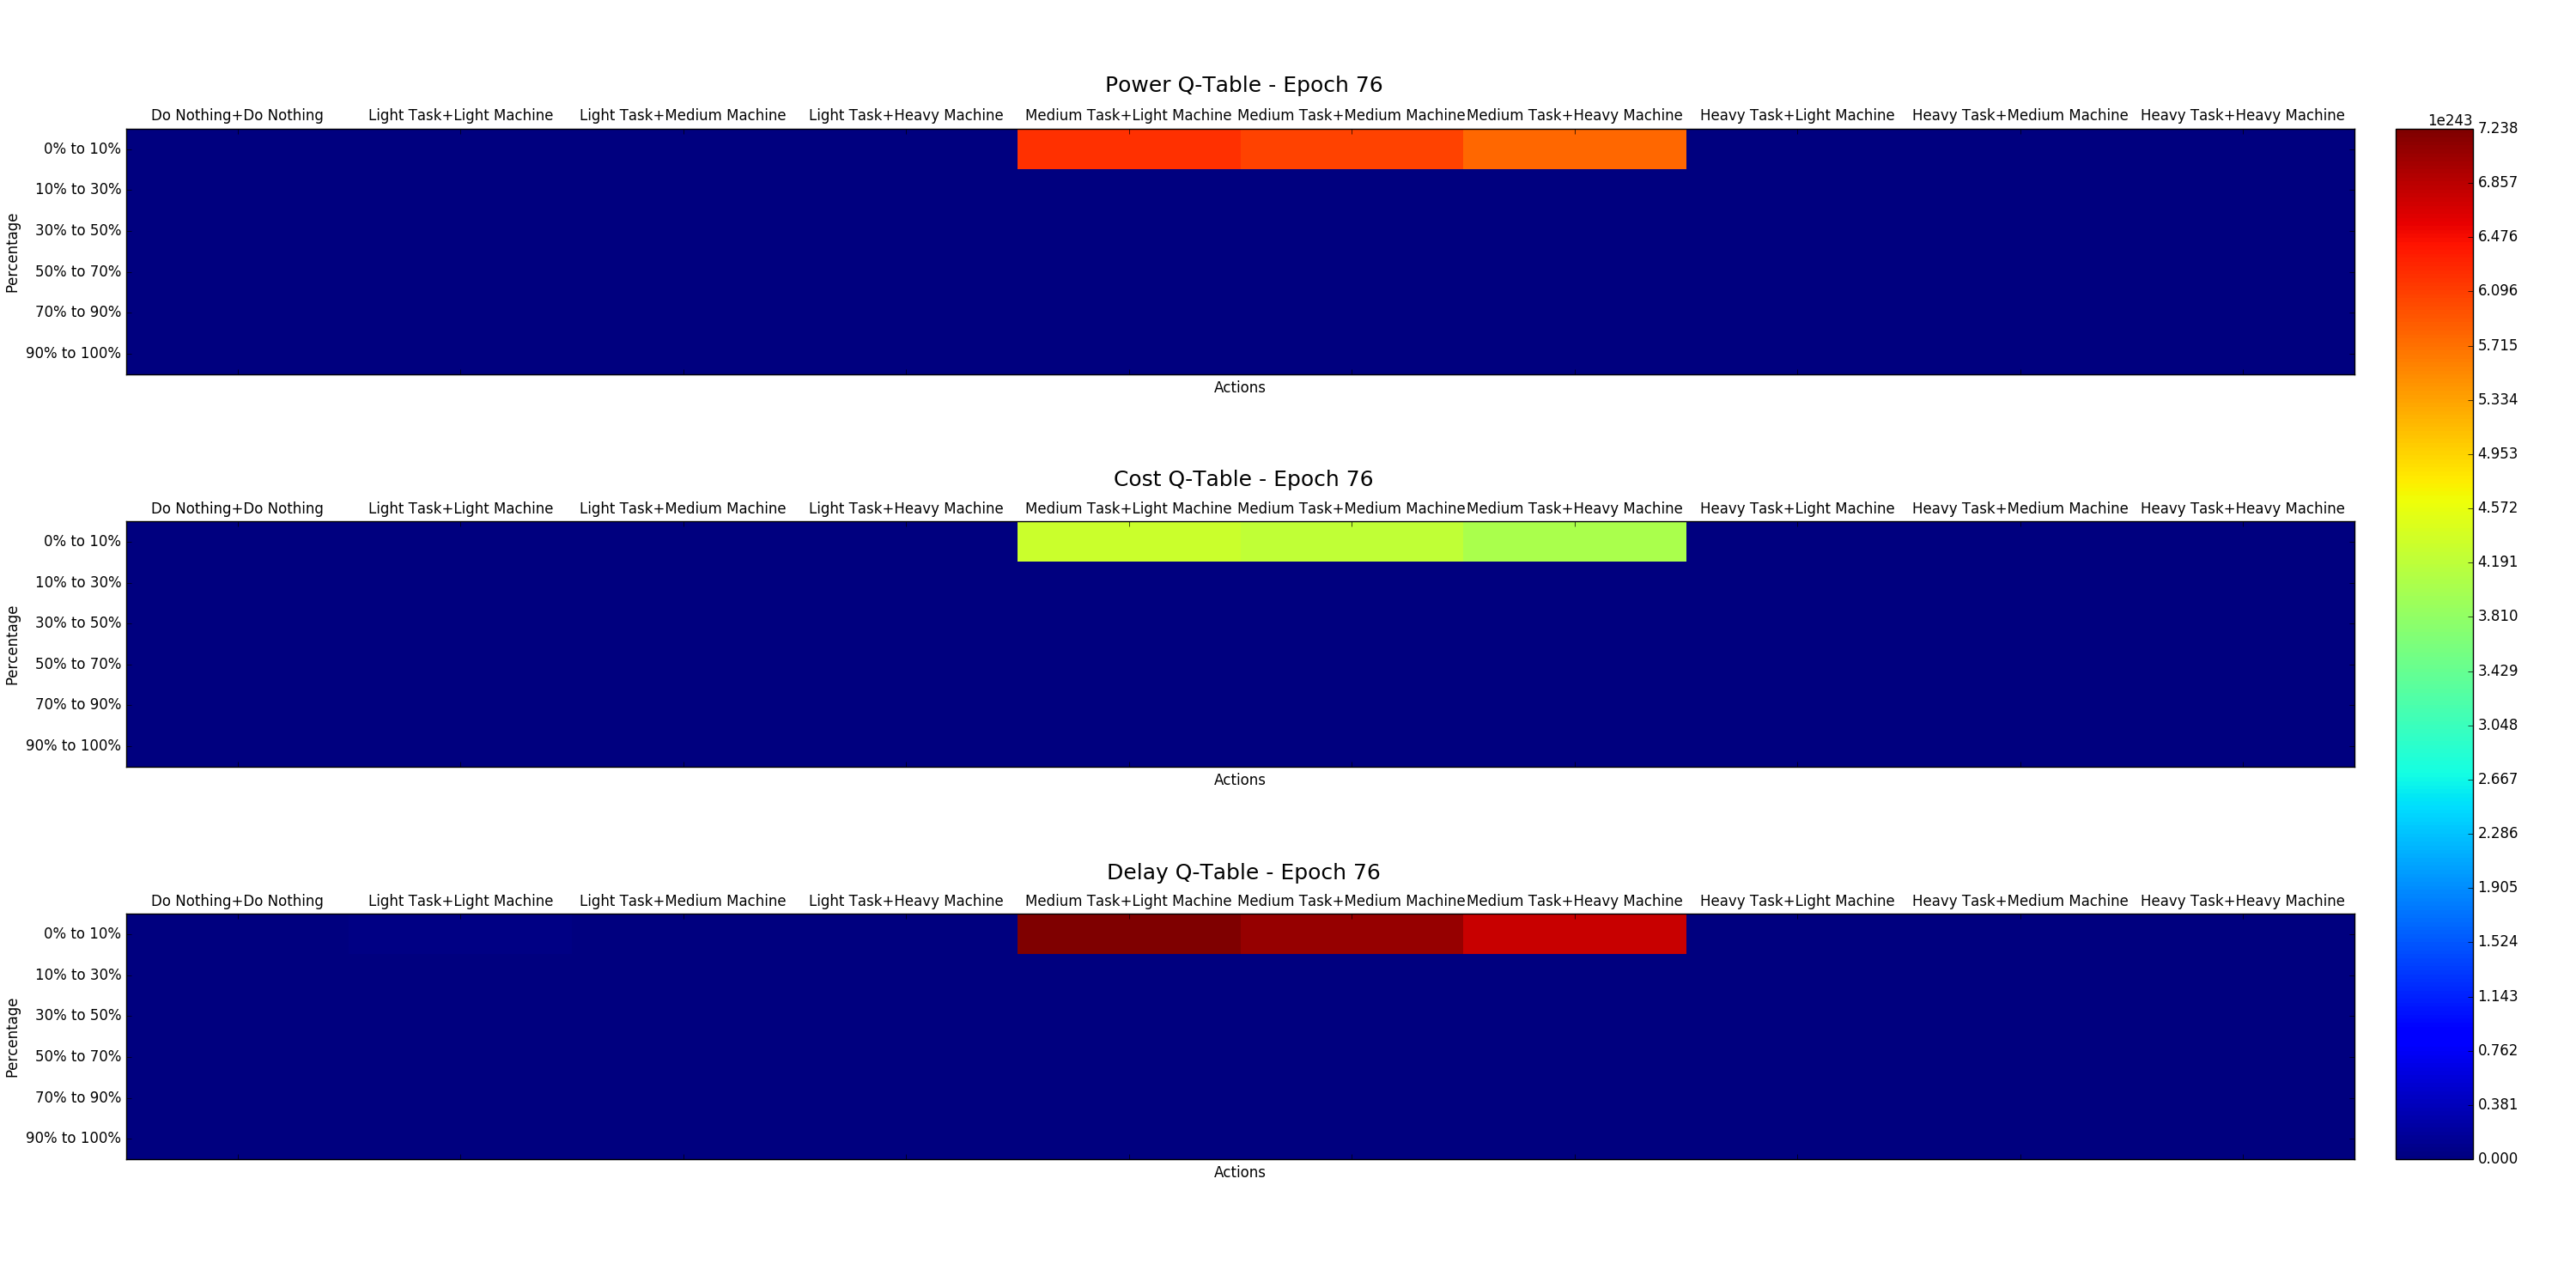 Power Q-Table - Epoch 76
Do Nothing+Do Nothing Light Task+Light Machine Light Task+Medium Machine Light Task+Heavy Machine Medium Task+Light Machine Medium Task+Medium Machine Medium Task+Heavy Machine Heavy Task+Light Machine Heavy Task+Medium Machine Heavy Task+Heavy Machine
Percentage
0% to 10%
10% to 30%
30% to 50%
50% to 70%
70% to 90%
90% to 100%
Actions
Cost Q-Table - Epoch 76
Do Nothing+Do Nothing Light Task+Light Machine Light Task+Medium Machine Light Task+Heavy Machine Medium Task+Light Machine Medium Task+Medium Machine Medium Task+Heavy Machine Heavy Task+Light Machine Heavy Task+Medium Machine Heavy Task+Heavy Machine
Percentage
0% to 10%
10% to 30%
30% to 50%
50% to 70%
70% to 90%
90% to 100%
Actions
Delay Q-Table - Epoch 76
Do Nothing+Do Nothing Light Task+Light Machine Light Task+Medium Machine Light Task+Heavy Machine Medium Task+Light Machine Medium Task+Medium Machine Medium Task+Heavy Machine Heavy Task+Light Machine Heavy Task+Medium Machine Heavy Task+Heavy Machine
Percentage
0% to 10%
10% to 30%
30% to 50%
50% to 70%
70% to 90%
90% to 100%
Actions
1e243
7.238
6.857
6.476
6.096
5.715
5.334
4.953
4.572
4.191
3.810
3.429
3.048
2.667
2.286
1.905
1.524
1.143
0.762
0.381
0.000